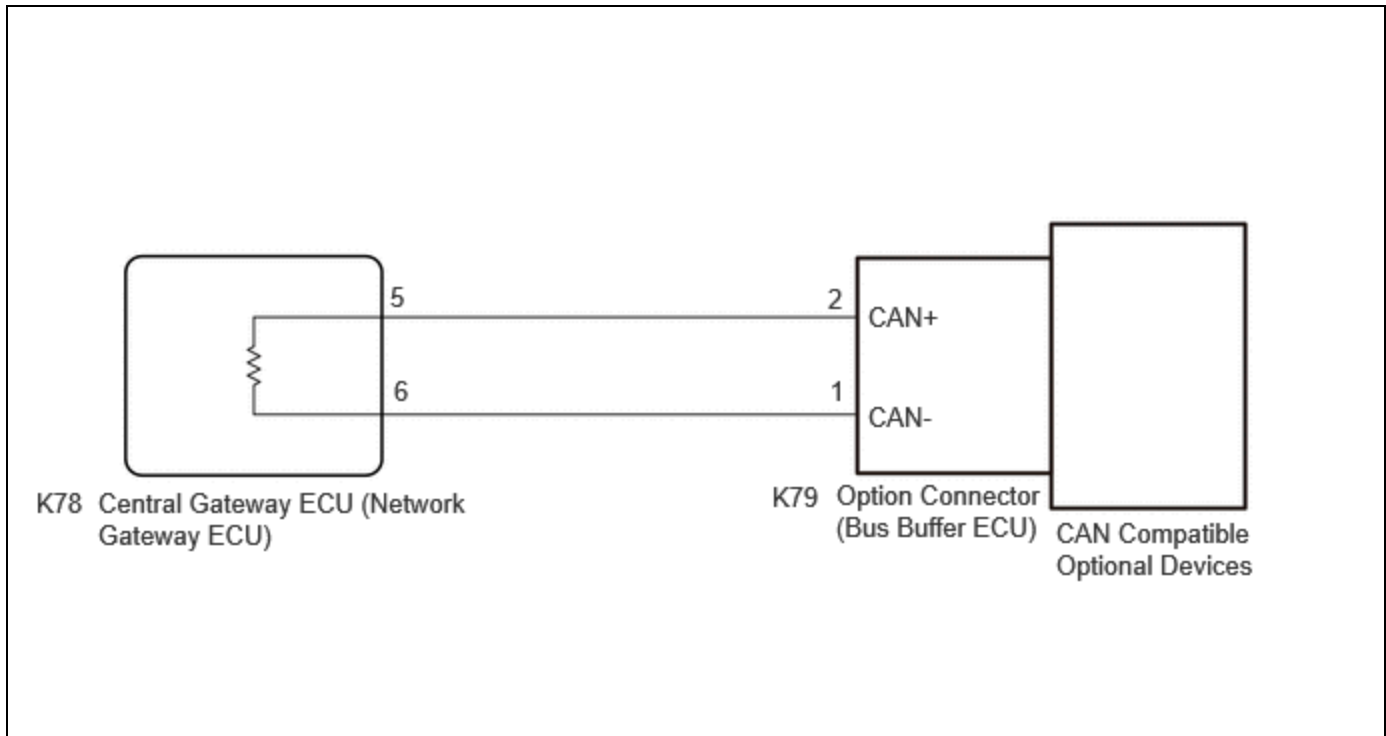 5
2
CAN+
6
1
CAN-
K78 Central Gateway ECU (Network
Gateway ECU)
K79 Option Connector
(Bus Buffer ECU)
CAN Compatible
Optional Devices